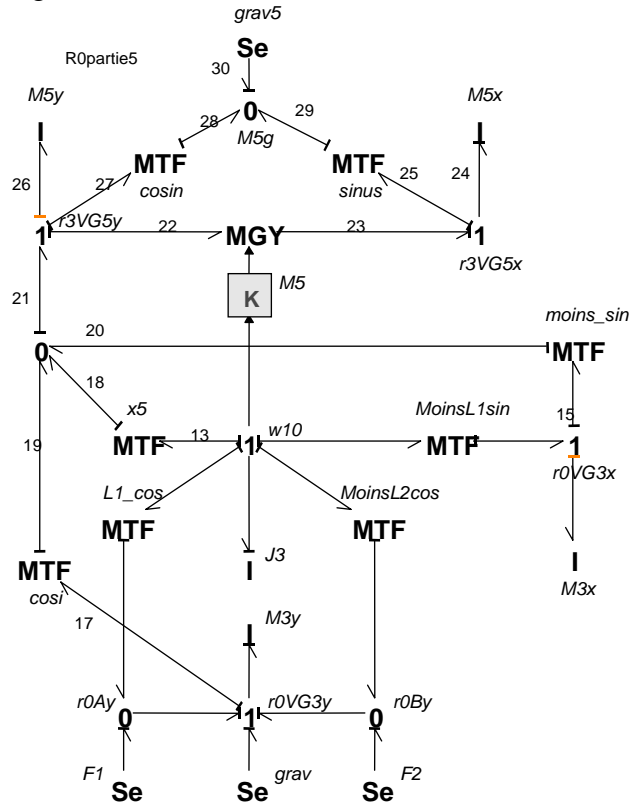 grav5
Se
R0partie5
30
M5y
M5x
28
0
29
I
M5g
I
MTF
MTF
26
27
cosin
sinus
25
24
1
r3VG5y
22
MGY
23
1
r3VG5x
M5
21
K
20
moins_sin
0
MTF
18
x5
MoinsL1sin
19
MTF
13
1
w10
MTF
15
1
r0VG3x
L1_cos
MoinsL2cos
MTF
MTF
MTF
J3
I
I
cosi
M3x
17
M3y
I
r0Ay
r0VG3y
r0By
0
1
0
F1
grav
F2
Se
Se
Se